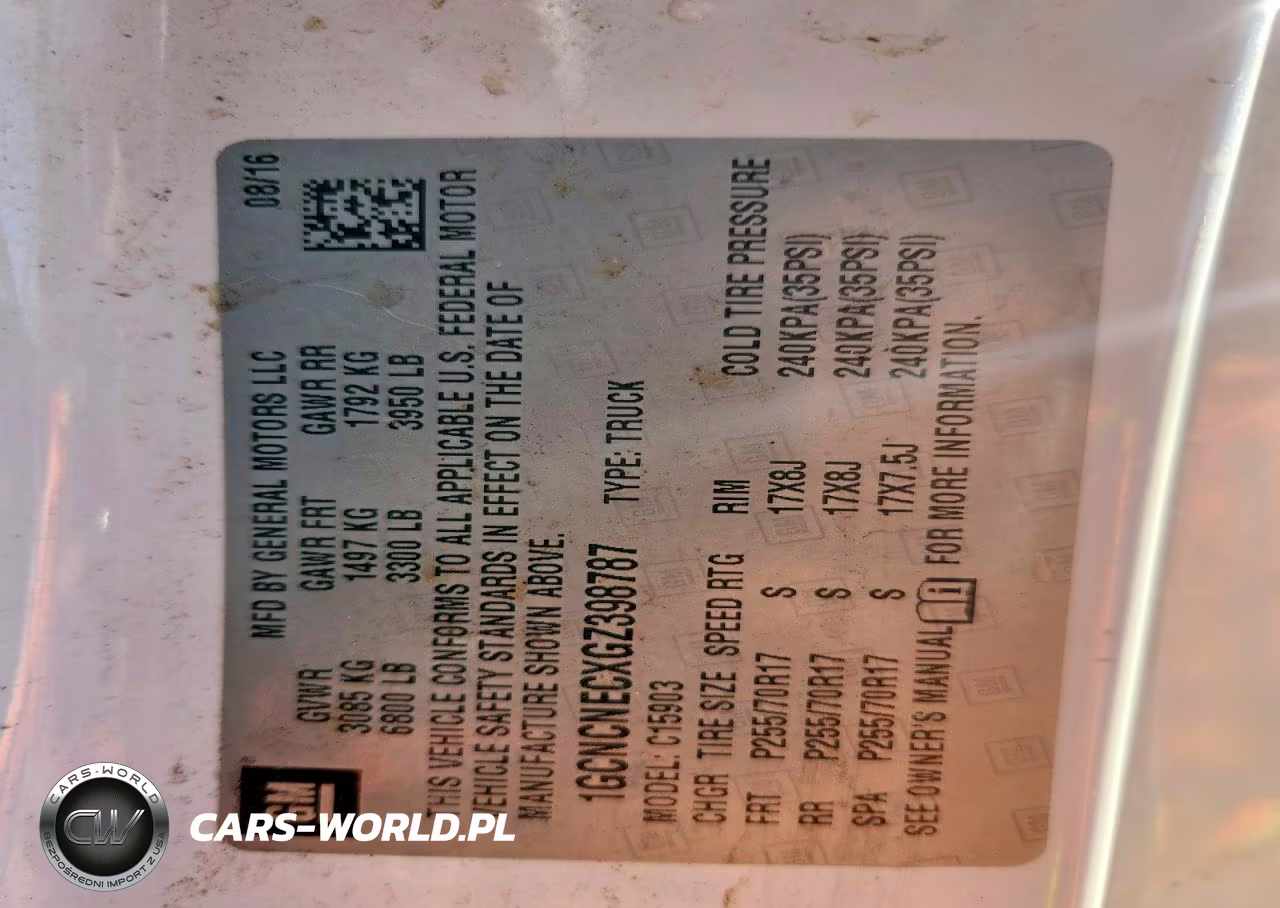 GM
MFD BY GENERAL MOTORS LLC 08/16
GVWR GAWR FRT GAWR RR
3085 KG 1497 KG 1792 KG
6800 LB 3300 LB 3950 LB
THIS VEHICLE CONFORMS TO ALL APPLICABLE U.S. FEDERAL MOTOR
VEHICLE SAFETY STANDARDS IN EFFECT ON THE DATE OF
MANUFACTURE SHOWN ABOVE.
1GCNCNECXGZ398787 TYPE: TRUCK
MODEL: C15903
CHGR TIRE SIZE SPEED RTG RIM COLD TIRE PRESSURE
FRT P255/70R17 S 17X8J 240KPA(35PSI)
RR P255/70R17 S 17X8J 240KPA(35PSI)
SPA P255/70R17 S 17X7.5J 240KPA(35PSI)
SEE OWNER'S MANUAL i FOR MORE INFORMATION.
CARS-WORLD
CW
BEZPOŚREDNI IMPORT Z USA
CARS-WORLD.PL